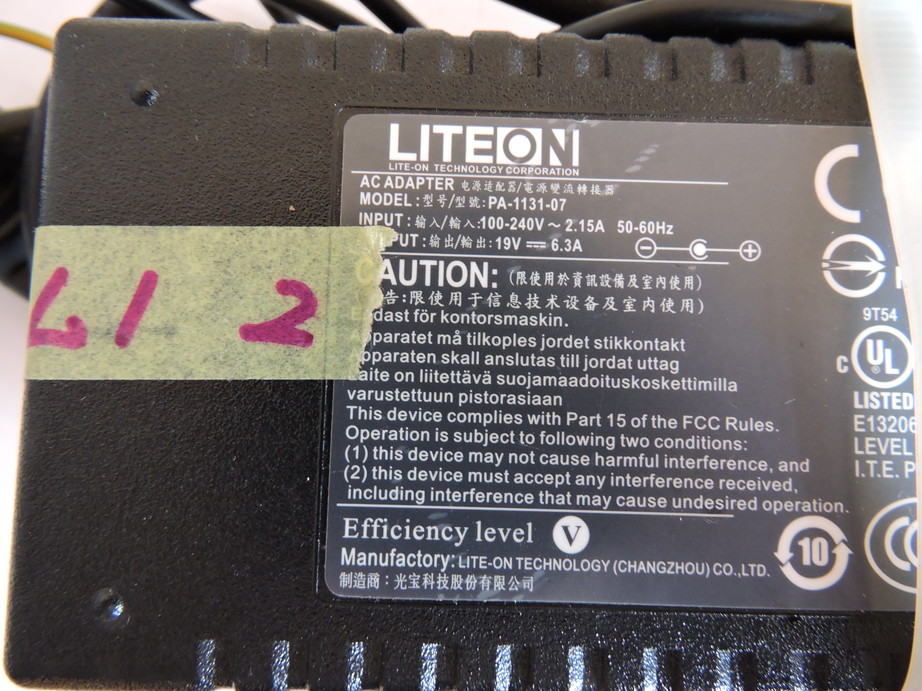 LITEON
LITE-ON TECHNOLOGY CORPORATION
AC ADAPTER 电源适配器/電源變流轉接器
MODEL:型号/型號:PA-1131-07
INPUT:输入/輸入:100-240V~2.15A 50-60Hz
PUT:输出/輸出:19V⎓6.3A
CAUTION: (限使用於資訊設備及室內使用)
告:限使用于信息技术设备及室内使用)
Endast för kontorsmaskin.
pparatet må tilkoples jordet stikkontakt
pparaten skall anslutas till jordat uttag
Laite on liitettävä suojamaadoituskoskettimilla
varustettuun pistorasiaan
This device complies with Part 15 of the FCC Rules.
Operation is subject to following two conditions:
(1) this device may not cause harmful interference, and
(2) this device must accept any interference received,
including interference that may cause undesired operation.
Efficiency level V
Manufactory: LITE-ON TECHNOLOGY (CHANGZHOU) CO.,LTD.
制造商:光宝科技股份有限公司
10
9T54
C UL
LISTED
E13206
LEVEL
I.T.E. P
L1 2